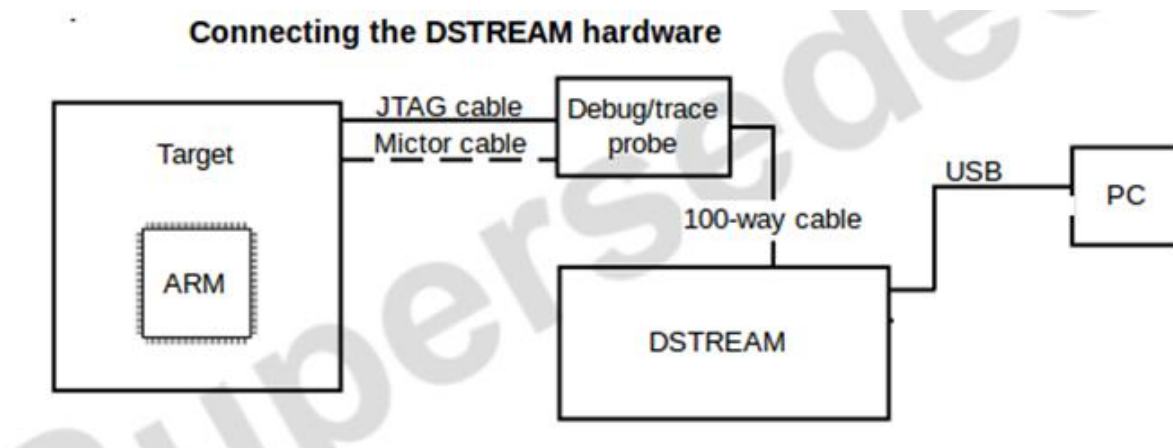 Connecting the DSTREAM hardware
JTAG cable
Mictor cable
Debug/trace
probe
Target
ARM
100-way cable
USB
PC
DSTREAM
Superseded